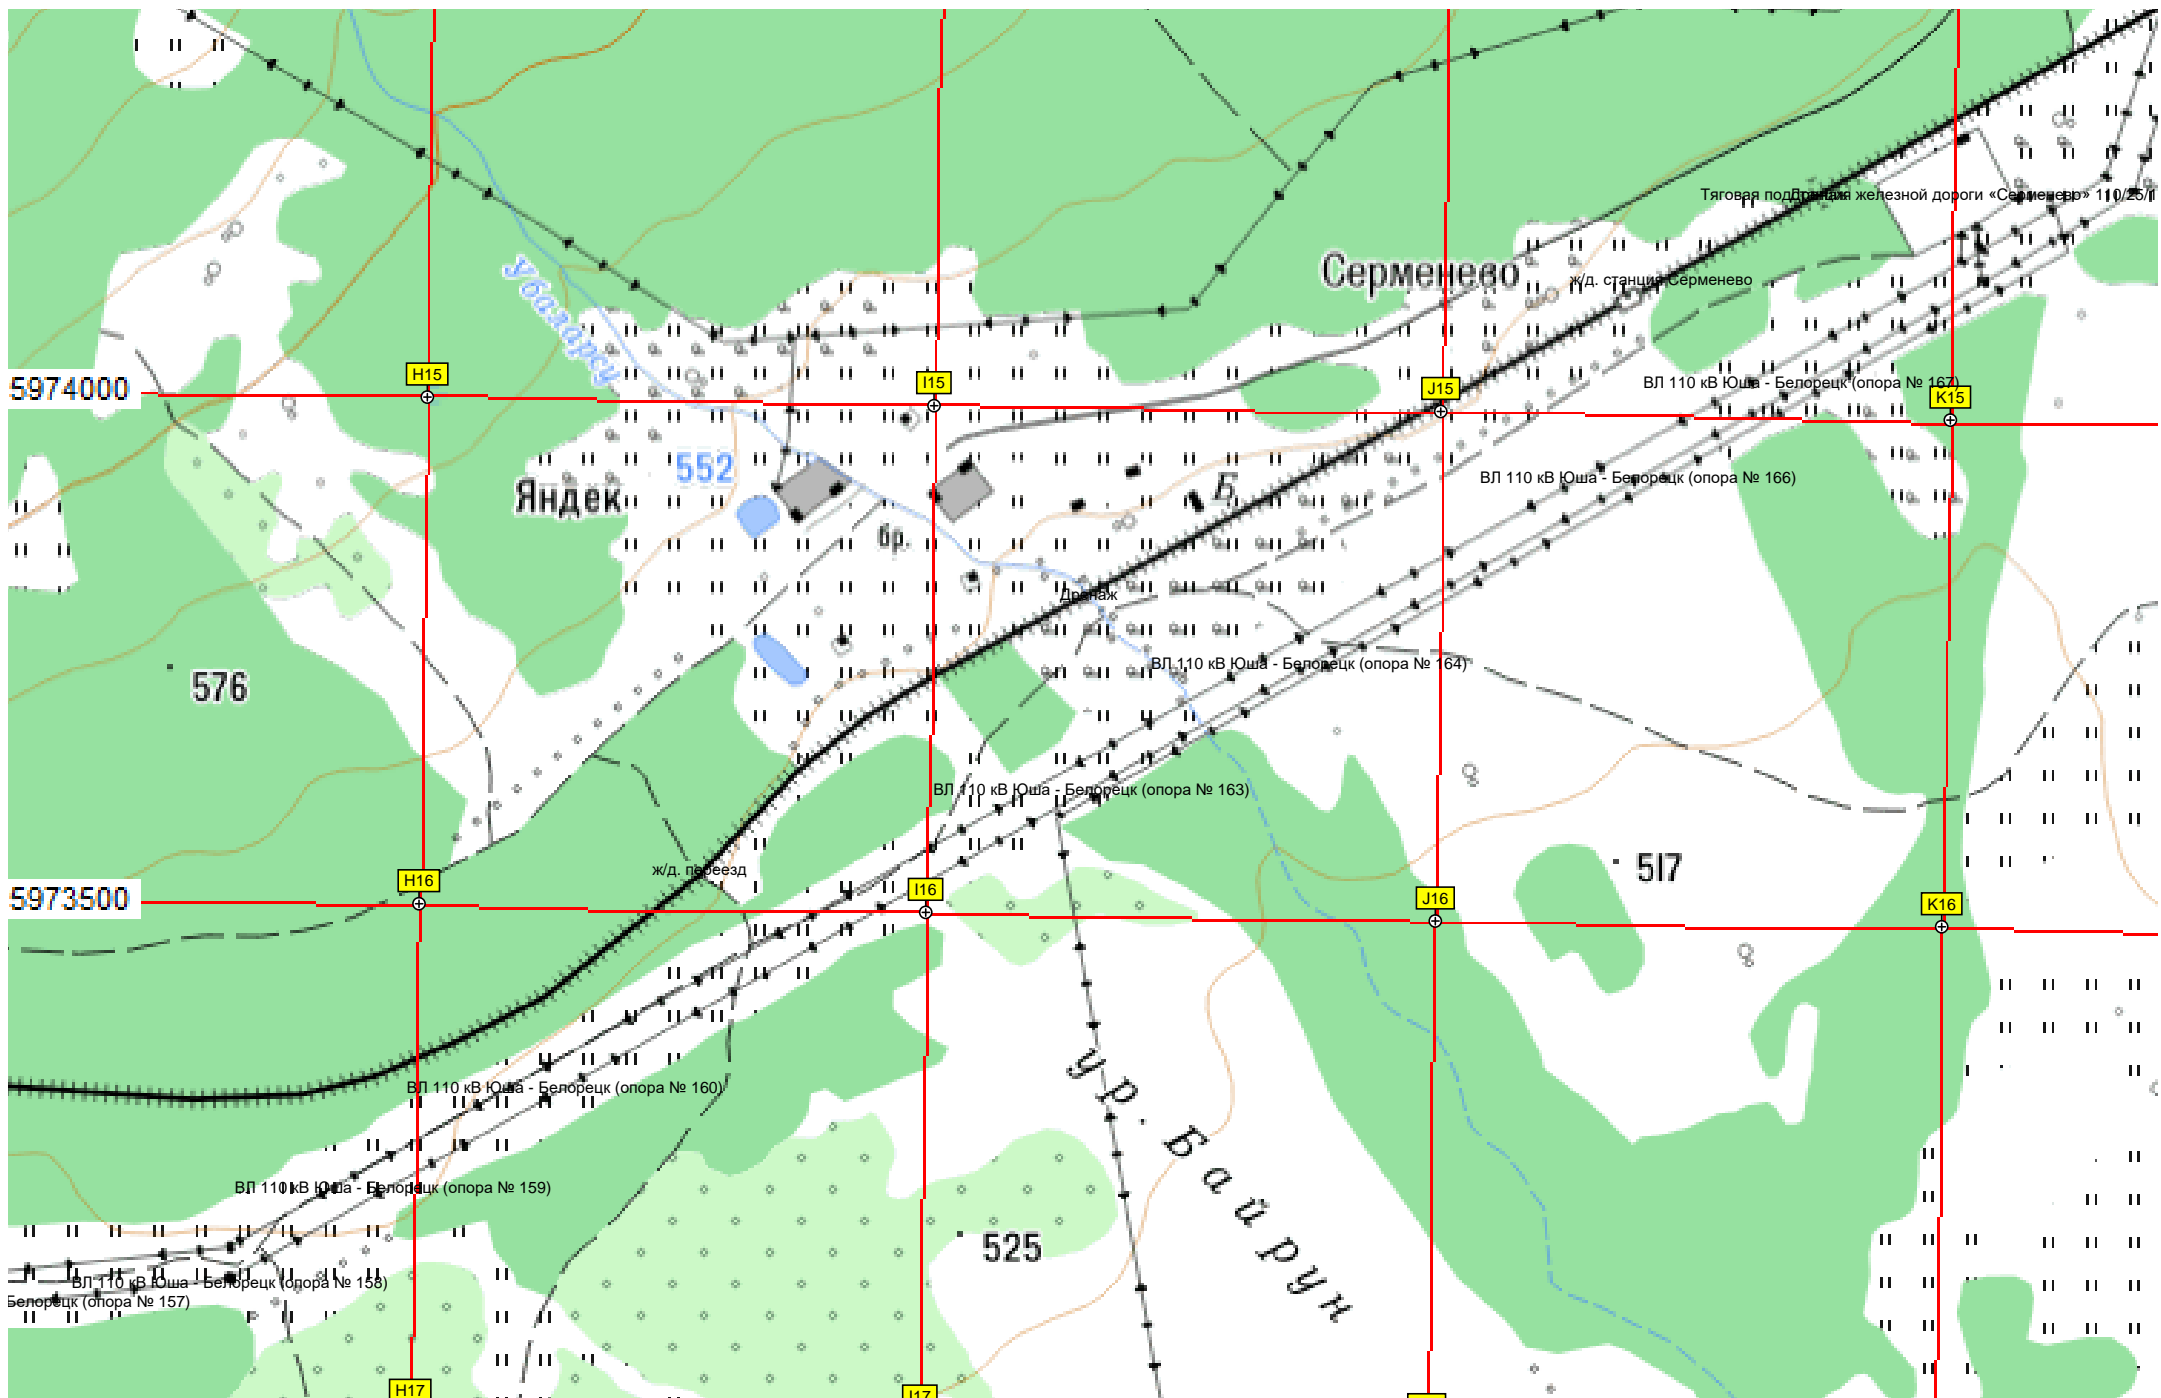 Тяговая подстанция железной дороги «Серменево» 110/25/1
Серменево
ж/д. станция Серменево
Убаларсу
5974000
H15
I15
J15
K15
ВЛ 110 кВ Юша - Белорецк (опора № 167)
552
Яндек
Б.
ВЛ 110 кВ Юша - Белорецк (опора № 166)
бр.
Дренаж
576
ВЛ 110 кВ Юша - Белорецк (опора № 164)
ВЛ 110 кВ Юша - Белорецк (опора № 163)
ж/д. переезд
517
5973500
H16
I16
J16
K16
ВЛ 110 кВ Юша - Белорецк (опора № 160)
ур. Байрун
ВЛ 110 кВ Юша - Белорецк (опора № 159)
525
ВЛ 110 кВ Юша - Белорецк (опора № 158)
Белорецк (опора № 157)
H17
I17